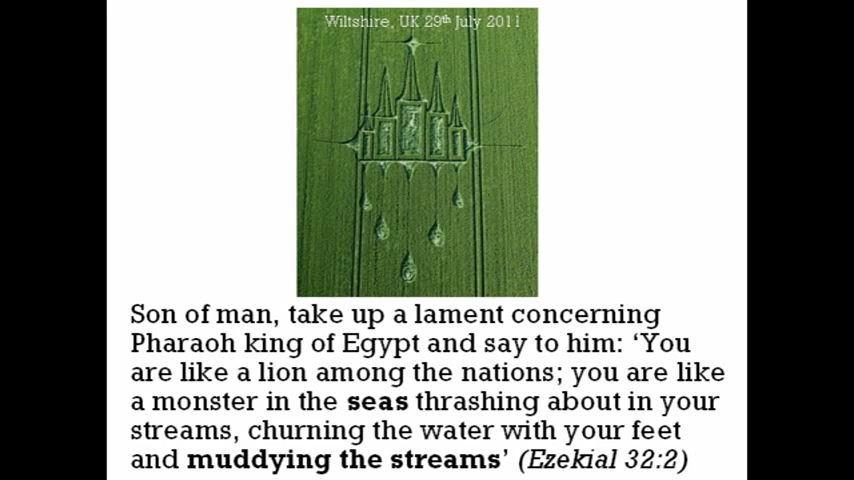 Wiltshire, UK 29th July 2011
Son of man, take up a lament concerning
Pharaoh king of Egypt and say to him: ‘You
are like a lion among the nations; you are like
a monster in the seas thrashing about in your
streams, churning the water with your feet
and muddying the streams’ (Ezekial 32:2)